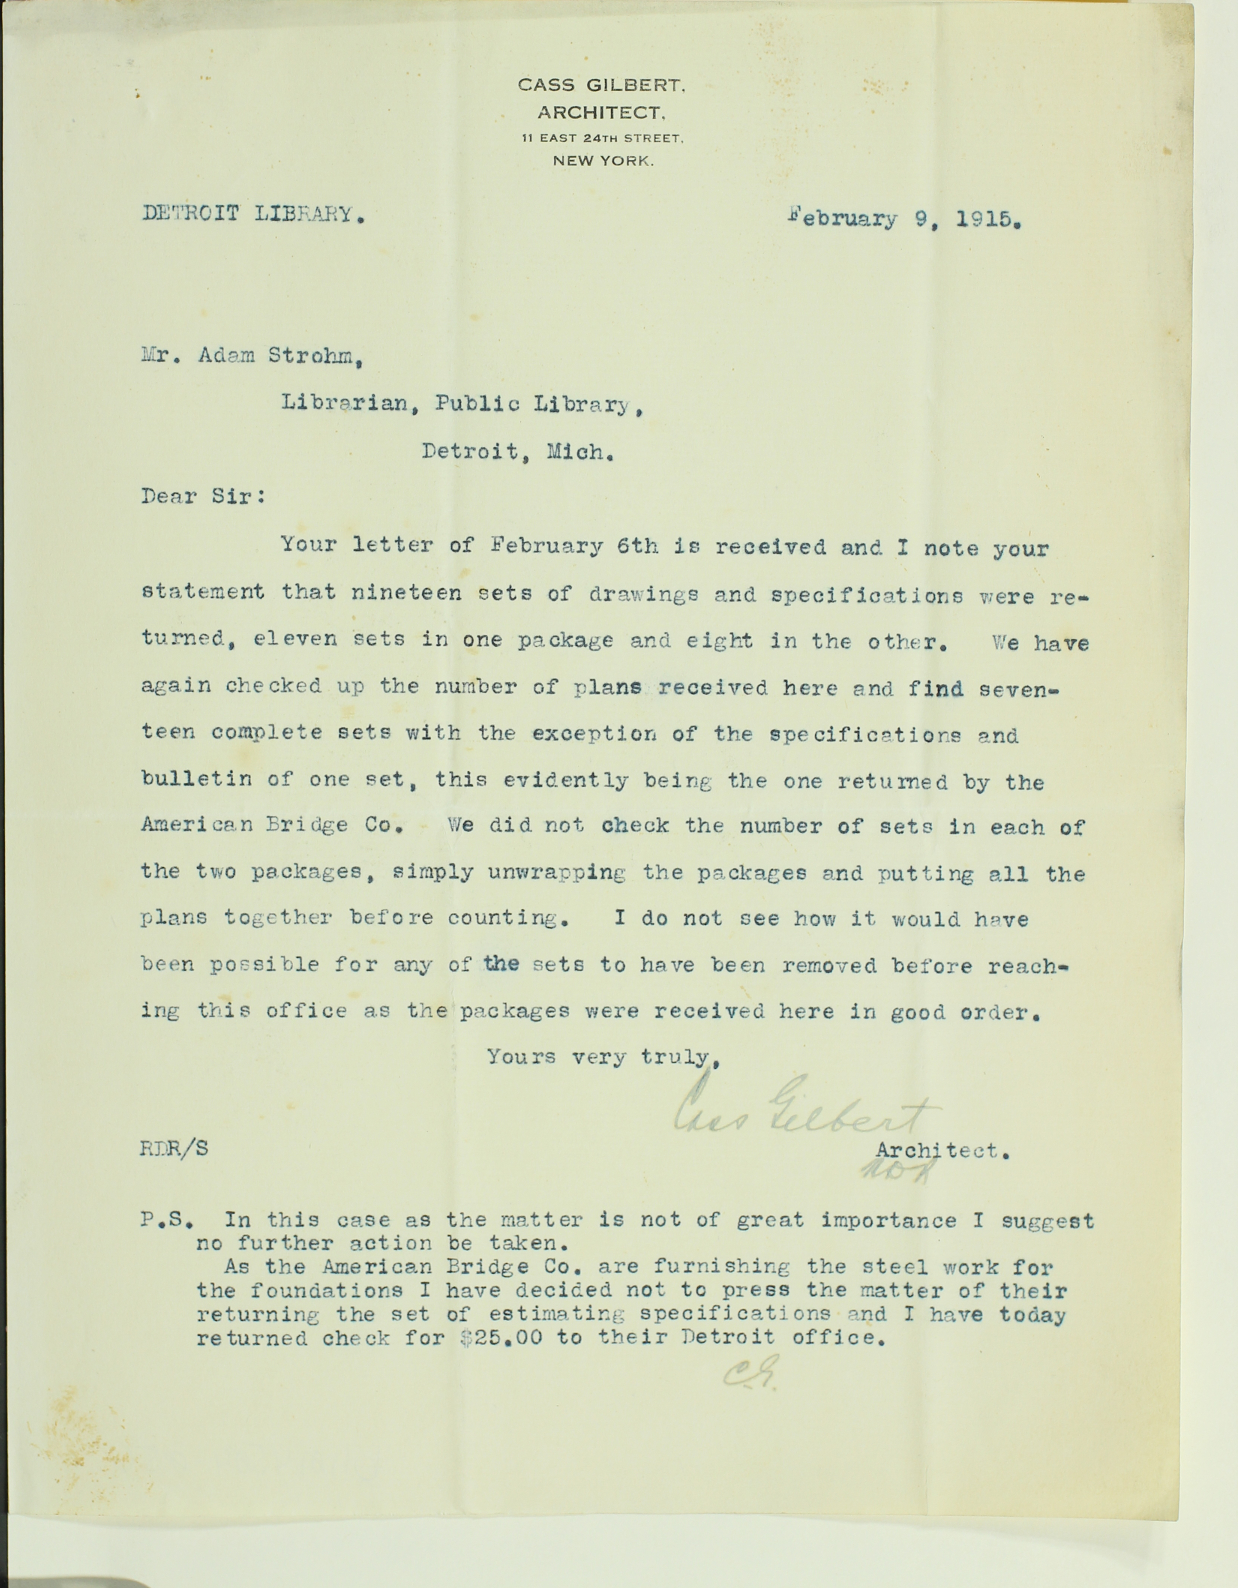 CASS GILBERT,
ARCHITECT,
11 EAST 24TH STREET,
NEW YORK.
DETROIT LIBRARY. February 9, 1915.
Mr. Adam Strohm,
Librarian, Public Library,
Detroit, Mich.
Dear Sir:
Your letter of February 6th is received and I note your
statement that nineteen sets of drawings and specifications were re-
turned, eleven sets in one package and eight in the other. We have
again checked up the number of plans received here and find seven-
teen complete sets with the exception of the specifications and
bulletin of one set, this evidently being the one returned by the
American Bridge Co. We did not check the number of sets in each of
the two packages, simply unwrapping the packages and putting all the
plans together before counting. I do not see how it would have
been possible for any of the sets to have been removed before reach-
ing this office as the packages were received here in good order.
Yours very truly,
Cass Gilbert
RDR/S Architect.
P.S. In this case as the matter is not of great importance I suggest
no further action be taken.
As the American Bridge Co. are furnishing the steel work for
the foundations I have decided not to press the matter of their
returning the set of estimating specifications and I have today
returned check for $25.00 to their Detroit office.
C.G.